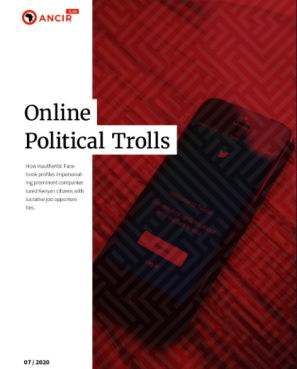 ANCIR
Online
Political Trolls
How inauthentic Face-
book profiles impersonat-
ing prominent companies
lured Kenyan citizens with
lucrative job opportuni-
ties.
07 / 2020